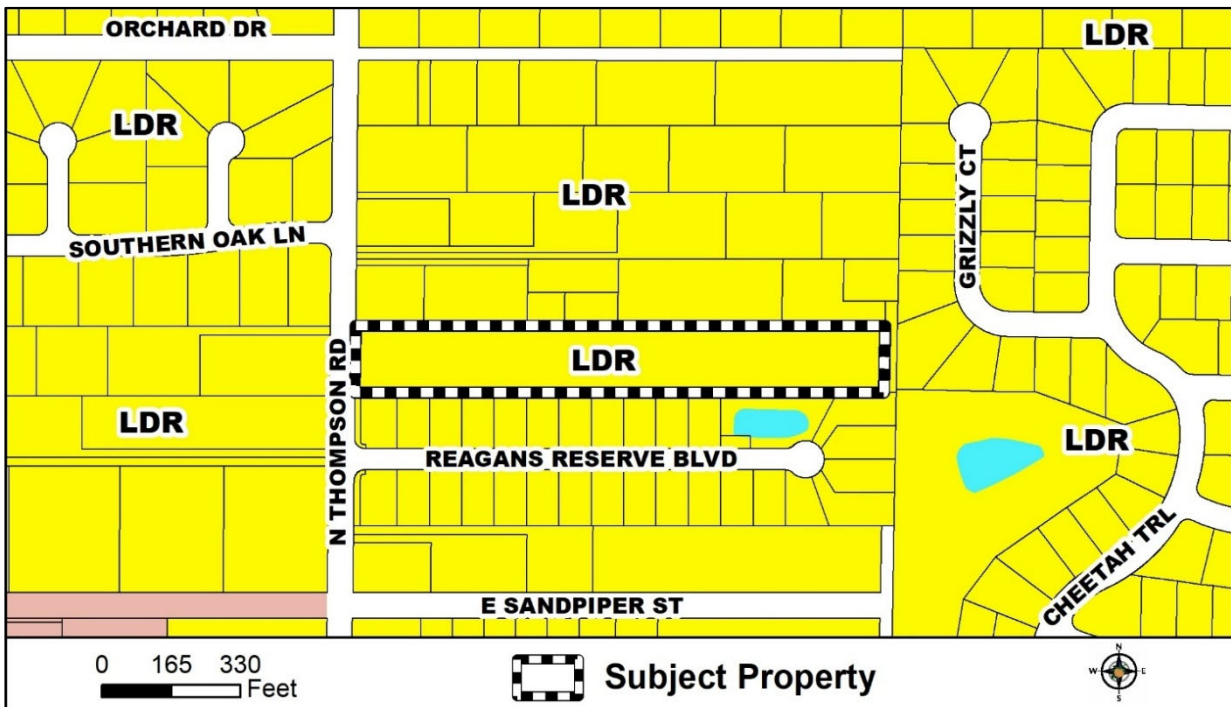 ORCHARD DR
LDR
LDR
LDR
GRIZZLY CT
SOUTHERN OAK LN
LDR
N THOMPSON RD
LDR
LDR
REAGANS RESERVE BLVD
CHEETAH TRL
E SANDPIPER ST
0 165 330
Feet
Subject Property
N
W E
S